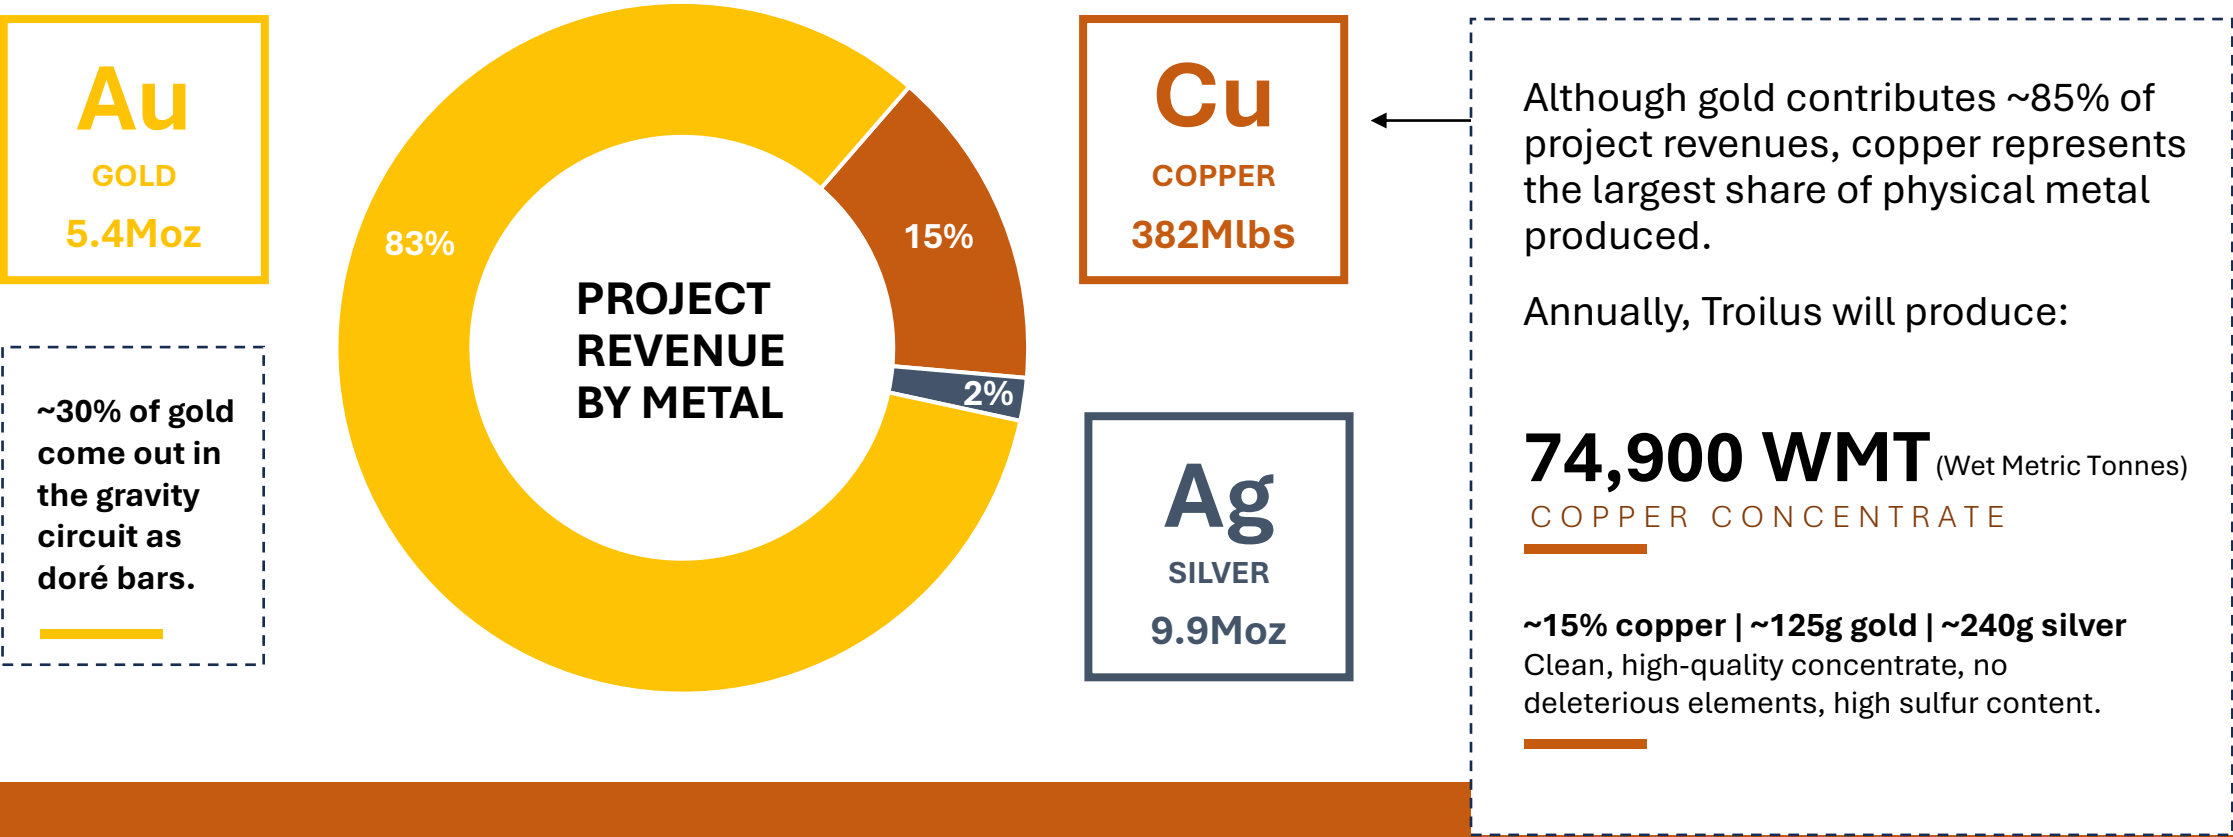 Au
GOLD
5.4Moz
~30% of gold
come out in
the gravity
circuit as
doré bars.
83%
15%
2%
PROJECT
REVENUE
BY METAL
Cu
COPPER
382Mlbs
Ag
SILVER
9.9Moz
Although gold contributes ~85% of
project revenues, copper represents
the largest share of physical metal
produced.
Annually, Troilus will produce:
74,900 WMT (Wet Metric Tonnes)
COPPER CONCENTRATE
~15% copper | ~125g gold | ~240g silver
Clean, high-quality concentrate, no
deleterious elements, high sulfur content.